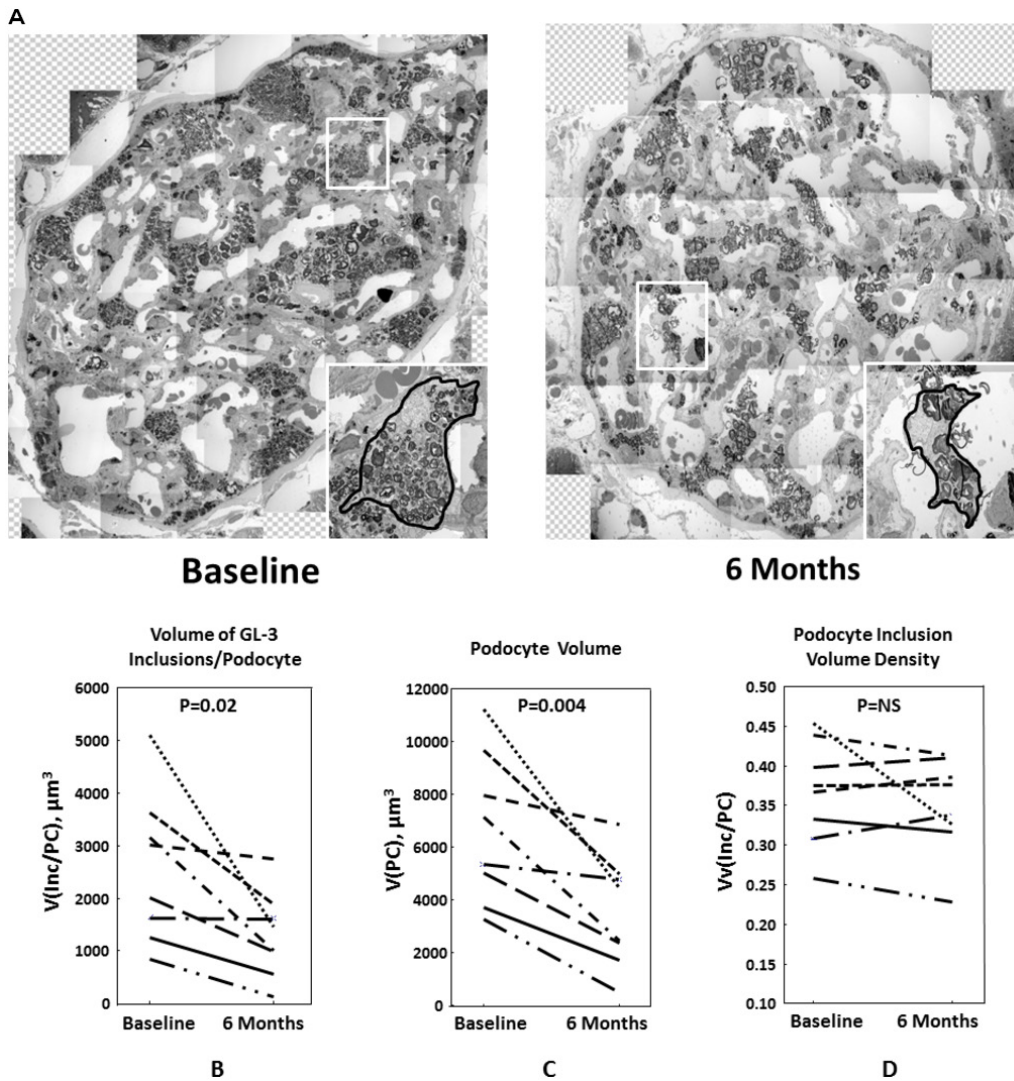 A
Baseline
6 Months
Volume of GL-3
Inclusions/Podocyte
P=0.02
V(Inc/PC), µm³
6000
5000
4000
3000
2000
1000
0
Baseline
6 Months
B
Podocyte Volume
P=0.004
V(PC), µm³
12000
10000
8000
6000
4000
2000
0
Baseline
6 Months
C
Podocyte Inclusion
Volume Density
P=NS
Vv(Inc/PC)
0.50
0.45
0.40
0.35
0.30
0.25
0.20
0.15
0.10
Baseline
6 Months
D